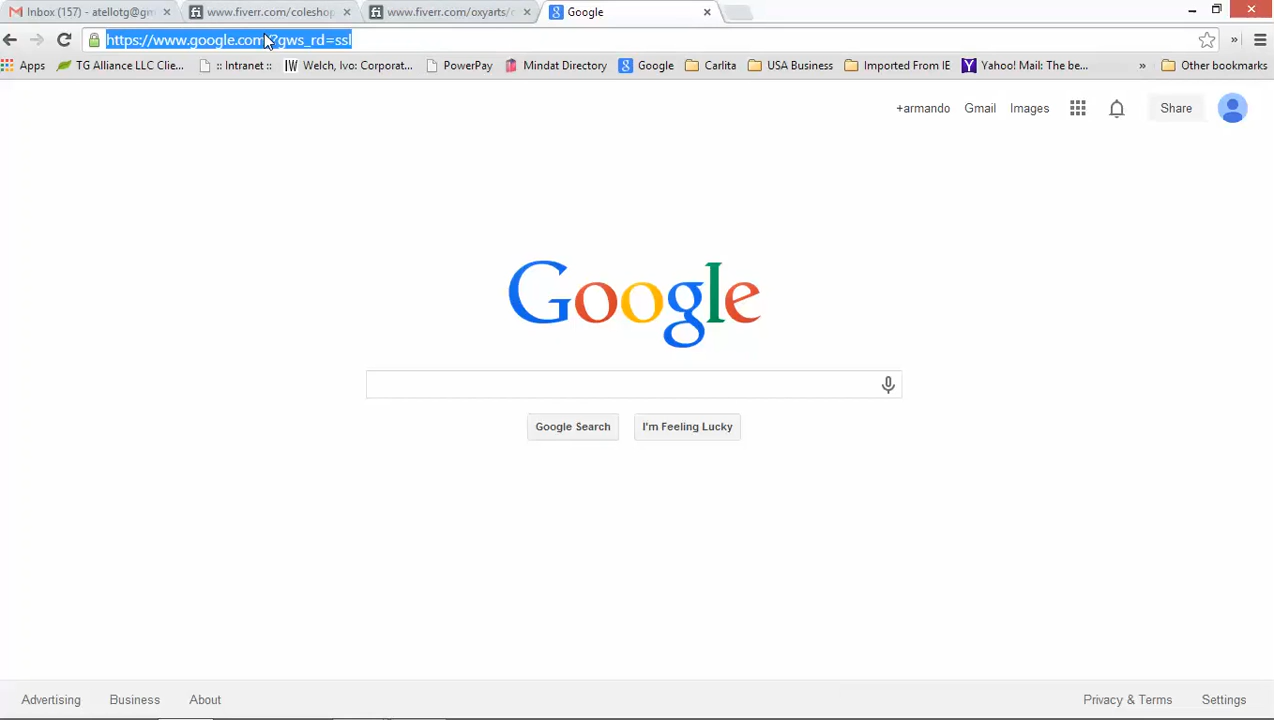 Inbox (157) - atellotg@gm
www.fiverr.com/coleshop
www.fiverr.com/oxyarts/
Google
https://www.google.com/?gws_rd=ssl
Apps
TG Alliance LLC Clie...
:: Intranet ::
Welch, Ivo: Corporat...
PowerPay
Mindat Directory
Google
Carlita
USA Business
Imported From IE
Yahoo! Mail: The be...
»
Other bookmarks
+armando
Gmail
Images
Share
Google
Google Search
I'm Feeling Lucky
Advertising
Business
About
Privacy & Terms
Settings